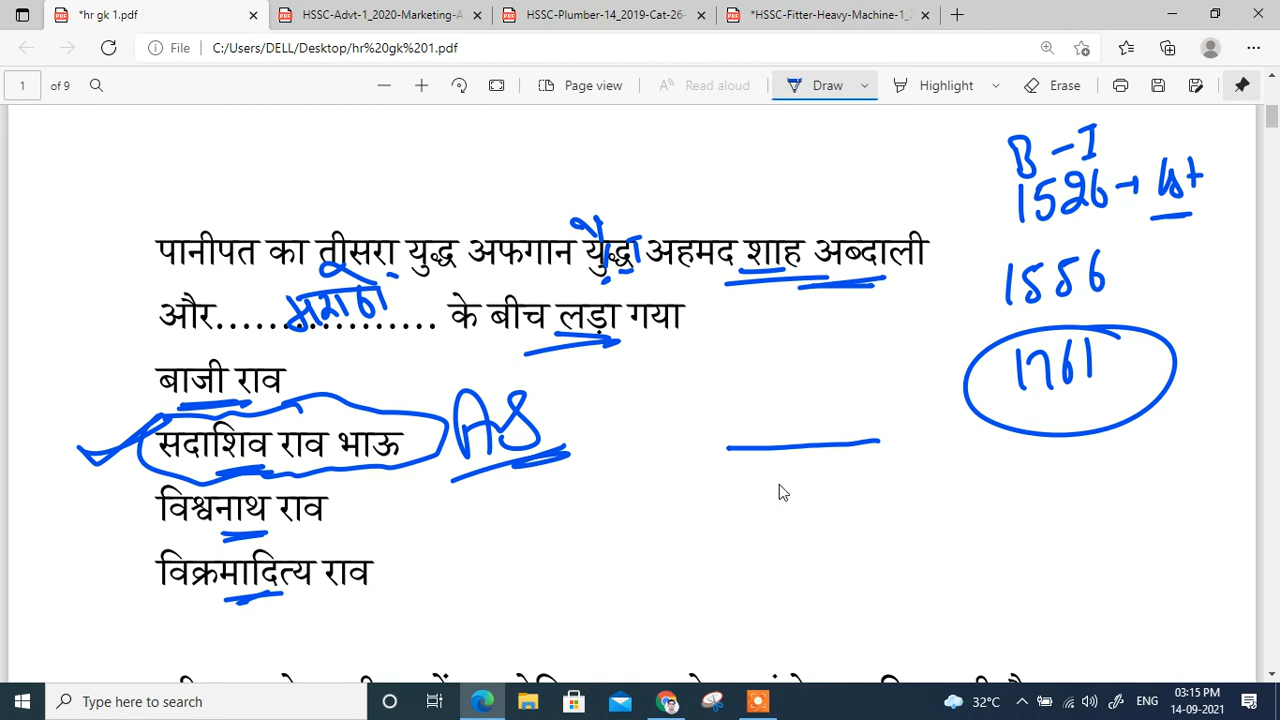 *hr gk 1.pdf
HSSC-Advt-1_2020-Marketing-A
HSSC-Plumber-14_2019-Cat-26-
*HSSC-Fitter-Heavy-Machine-1_2
File
C:/Users/DELL/Desktop/hr%20gk%201.pdf
1 of 9
Page view
Read aloud
Draw
Highlight
Erase
B - I
1526 → 1st
1556
1761
पानीपत का तीसरा युद्ध अफगान युद्धा अहमद शाह अब्दाली
और.................. के बीच लड़ा गया
मराठा
बाजी राव
सदाशिव राव भाऊ
AS
विश्वनाथ राव
विक्रमादित्य राव
Type here to search
32°C
ENG
03:15 PM
14-09-2021